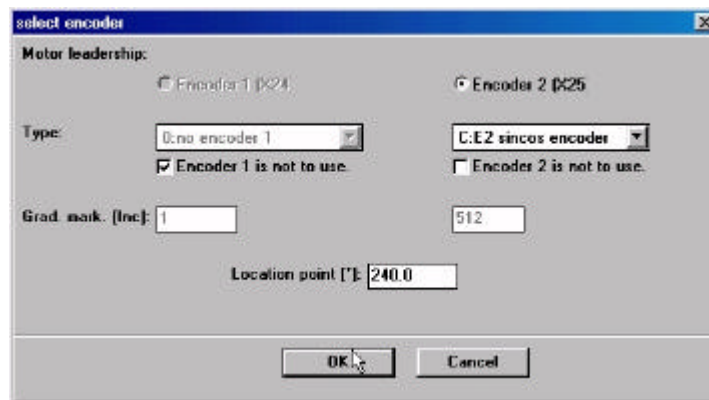 select encoder
Motor leadership:
Encoder 1 (X24 Encoder 2 (X25
Type: 0:no encoder 1 C:E2 sincos encoder
Encoder 1 is not to use. Encoder 2 is not to use.
Grad. mark. [Inc]: 1 512
Location point [°]: 240.0
OK Cancel